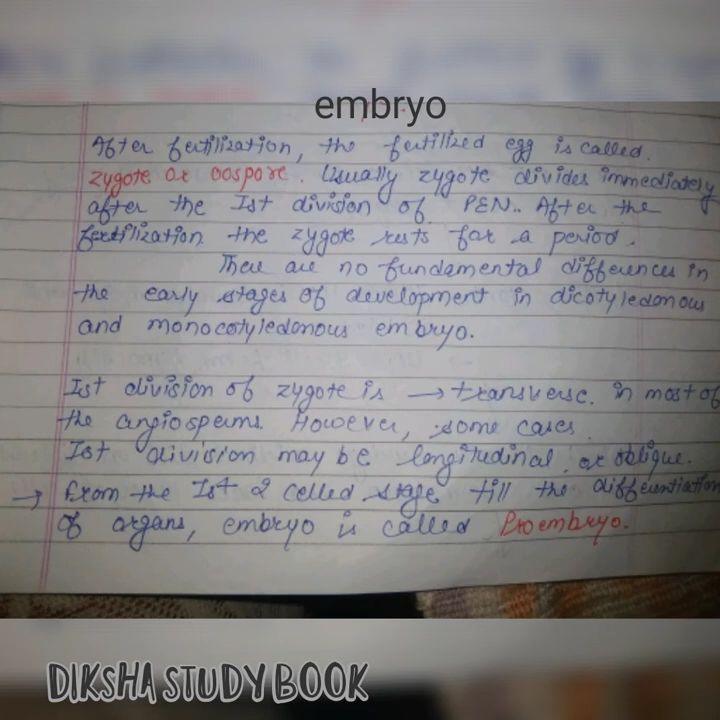 embryo
After fertilization, the fertilized egg is called.
zygote or oospore. Usually zygote divides immediately
after the Ist division of PEN.. After the
fertilization the zygote rests for a period.
There are no fundamental differences in
the early stages of development in dicotyledonous
and monocotyledonous embryo.
Ist division of zygote is → transverse. in most of
the angiosperms. However, some cases.
Ist division may be longitudinal or oblique.
→ from the Ist 2 celled stage till the differentiation
of organs, embryo is called Proembryo.
DIKSHA STUDY BOOK